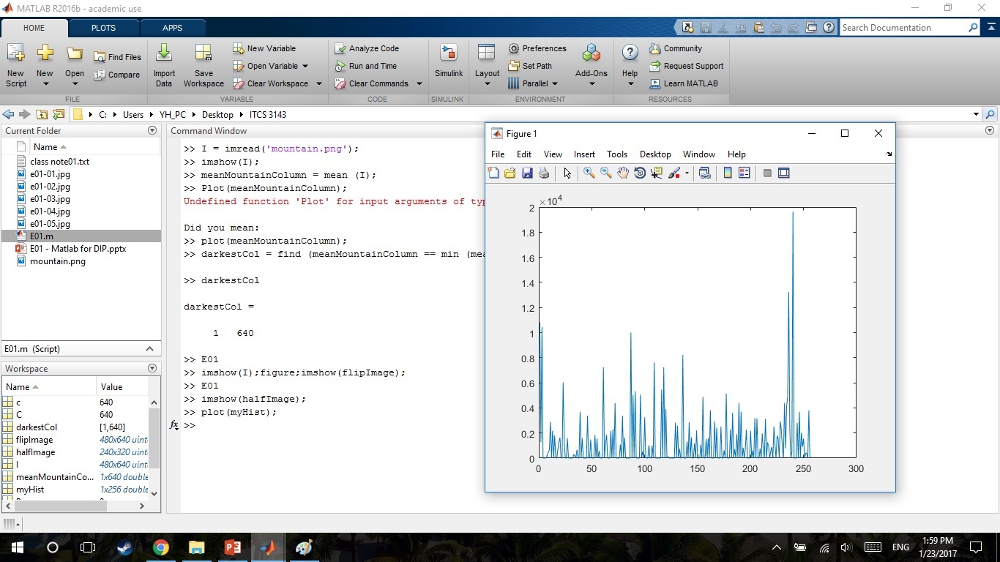 MATLAB R2016b - academic use
HOME PLOTS APPS
Search Documentation
New Script
New
Open
Find Files
Compare
Import Data
Save Workspace
New Variable
Open Variable
Clear Workspace
Analyze Code
Run and Time
Clear Commands
Simulink
Layout
Preferences
Set Path
Parallel
Add-Ons
Help
Community
Request Support
Learn MATLAB
FILE VARIABLE CODE SIMULINK ENVIRONMENT RESOURCES
C: Users YH_PC Desktop ITCS 3143
Current Folder
Name
class note01.txt
e01-01.jpg
e01-02.jpg
e01-03.jpg
e01-04.jpg
e01-05.jpg
E01.m
E01 - Matlab for DIP.pptx
mountain.png
E01.m (Script)
Workspace
Name Value
c 640
C 640
darkestCol [1,640]
flipImage 480x640 uint
halfImage 240x320 uint
I 480x640 uint
meanMountainCo... 1x640 double
myHist 1x256 double
Command Window
>> I = imread('mountain.png');
>> imshow(I);
>> meanMountainColumn = mean (I);
>> Plot(meanMountainColumn);
Undefined function 'Plot' for input arguments of typ
Did you mean:
>> plot(meanMountainColumn);
>> darkestCol = find (meanMountainColumn == min (mea
>> darkestCol
darkestCol =
1 640
>> E01
>> imshow(I);figure;imshow(flipImage);
>> E01
>> imshow(halfImage);
>> plot(myHist);
fx >>
Figure 1
File Edit View Insert Tools Desktop Window Help
×10^4
2
1.8
1.6
1.4
1.2
1
0.8
0.6
0.4
0.2
0
0 50 100 150 200 250 300
ENG
1:59 PM
1/23/2017